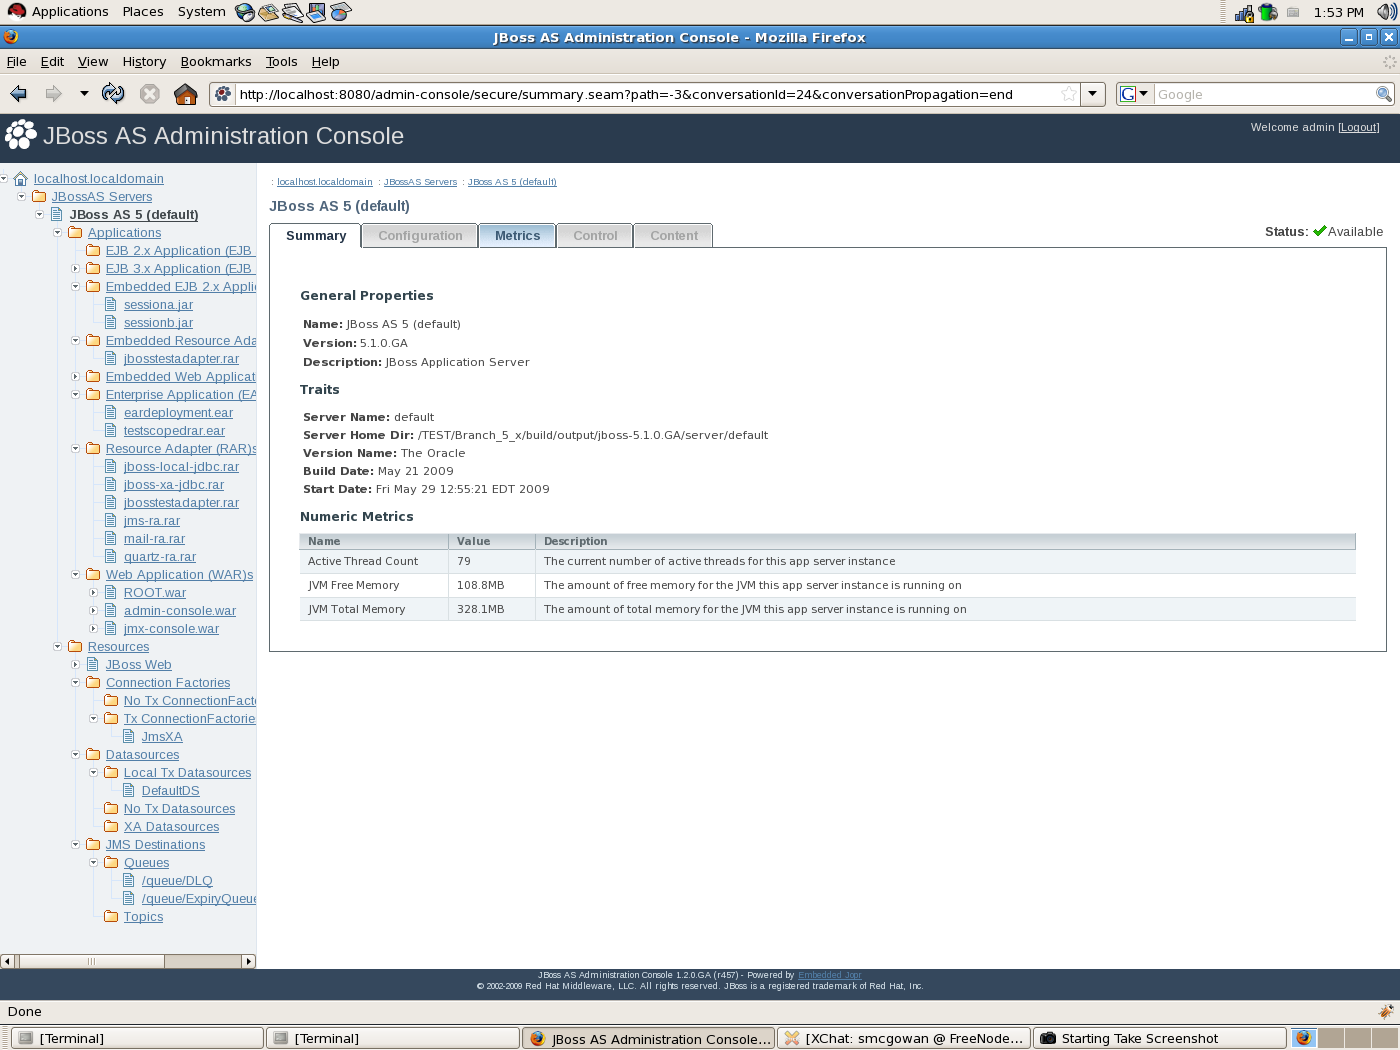 Applications Places System 1:53 PM
JBoss AS Administration Console - Mozilla Firefox
File Edit View History Bookmarks Tools Help
http://localhost:8080/admin-console/secure/summary.seam?path=-3&conversationId=24&conversationPropagation=end
G Google
JBoss AS Administration Console
Welcome admin [Logout]
localhost.localdomain
JBossAS Servers
JBoss AS 5 (default)
Applications
EJB 2.x Application (EJB
EJB 3.x Application (EJB
Embedded EJB 2.x Appli
sessiona.jar
sessionb.jar
Embedded Resource Ada
jbosstestadapter.rar
Embedded Web Applicat
Enterprise Application (EA
eardeployment.ear
testscopedrar.ear
Resource Adapter (RAR)s
jboss-local-jdbc.rar
jboss-xa-jdbc.rar
jbosstestadapter.rar
jms-ra.rar
mail-ra.rar
quartz-ra.rar
Web Application (WAR)s
ROOT.war
admin-console.war
jmx-console.war
Resources
JBoss Web
Connection Factories
No Tx ConnectionFacto
Tx ConnectionFactorie
JmsXA
Datasources
Local Tx Datasources
DefaultDS
No Tx Datasources
XA Datasources
JMS Destinations
Queues
/queue/DLQ
/queue/ExpiryQueue
Topics
: localhost.localdomain : JBossAS Servers : JBoss AS 5 (default)
JBoss AS 5 (default)
Summary Configuration Metrics Control Content
Status: Available
General Properties
Name: JBoss AS 5 (default)
Version: 5.1.0.GA
Description: JBoss Application Server
Traits
Server Name: default
Server Home Dir: /TEST/Branch_5_x/build/output/jboss-5.1.0.GA/server/default
Version Name: The Oracle
Build Date: May 21 2009
Start Date: Fri May 29 12:55:21 EDT 2009
Numeric Metrics
Name Value Description
Active Thread Count 79 The current number of active threads for this app server instance
JVM Free Memory 108.8MB The amount of free memory for the JVM this app server instance is running on
JVM Total Memory 328.1MB The amount of total memory for the JVM this app server instance is running on
JBoss AS Administration Console 1.2.0.GA (r457) - Powered by Embedded Jopr
© 2002-2009 Red Hat Middleware, LLC. All rights reserved. JBoss is a registered trademark of Red Hat, Inc.
Done
[Terminal] [Terminal] JBoss AS Administration Console... [XChat: smcgowan @ FreeNode... Starting Take Screenshot